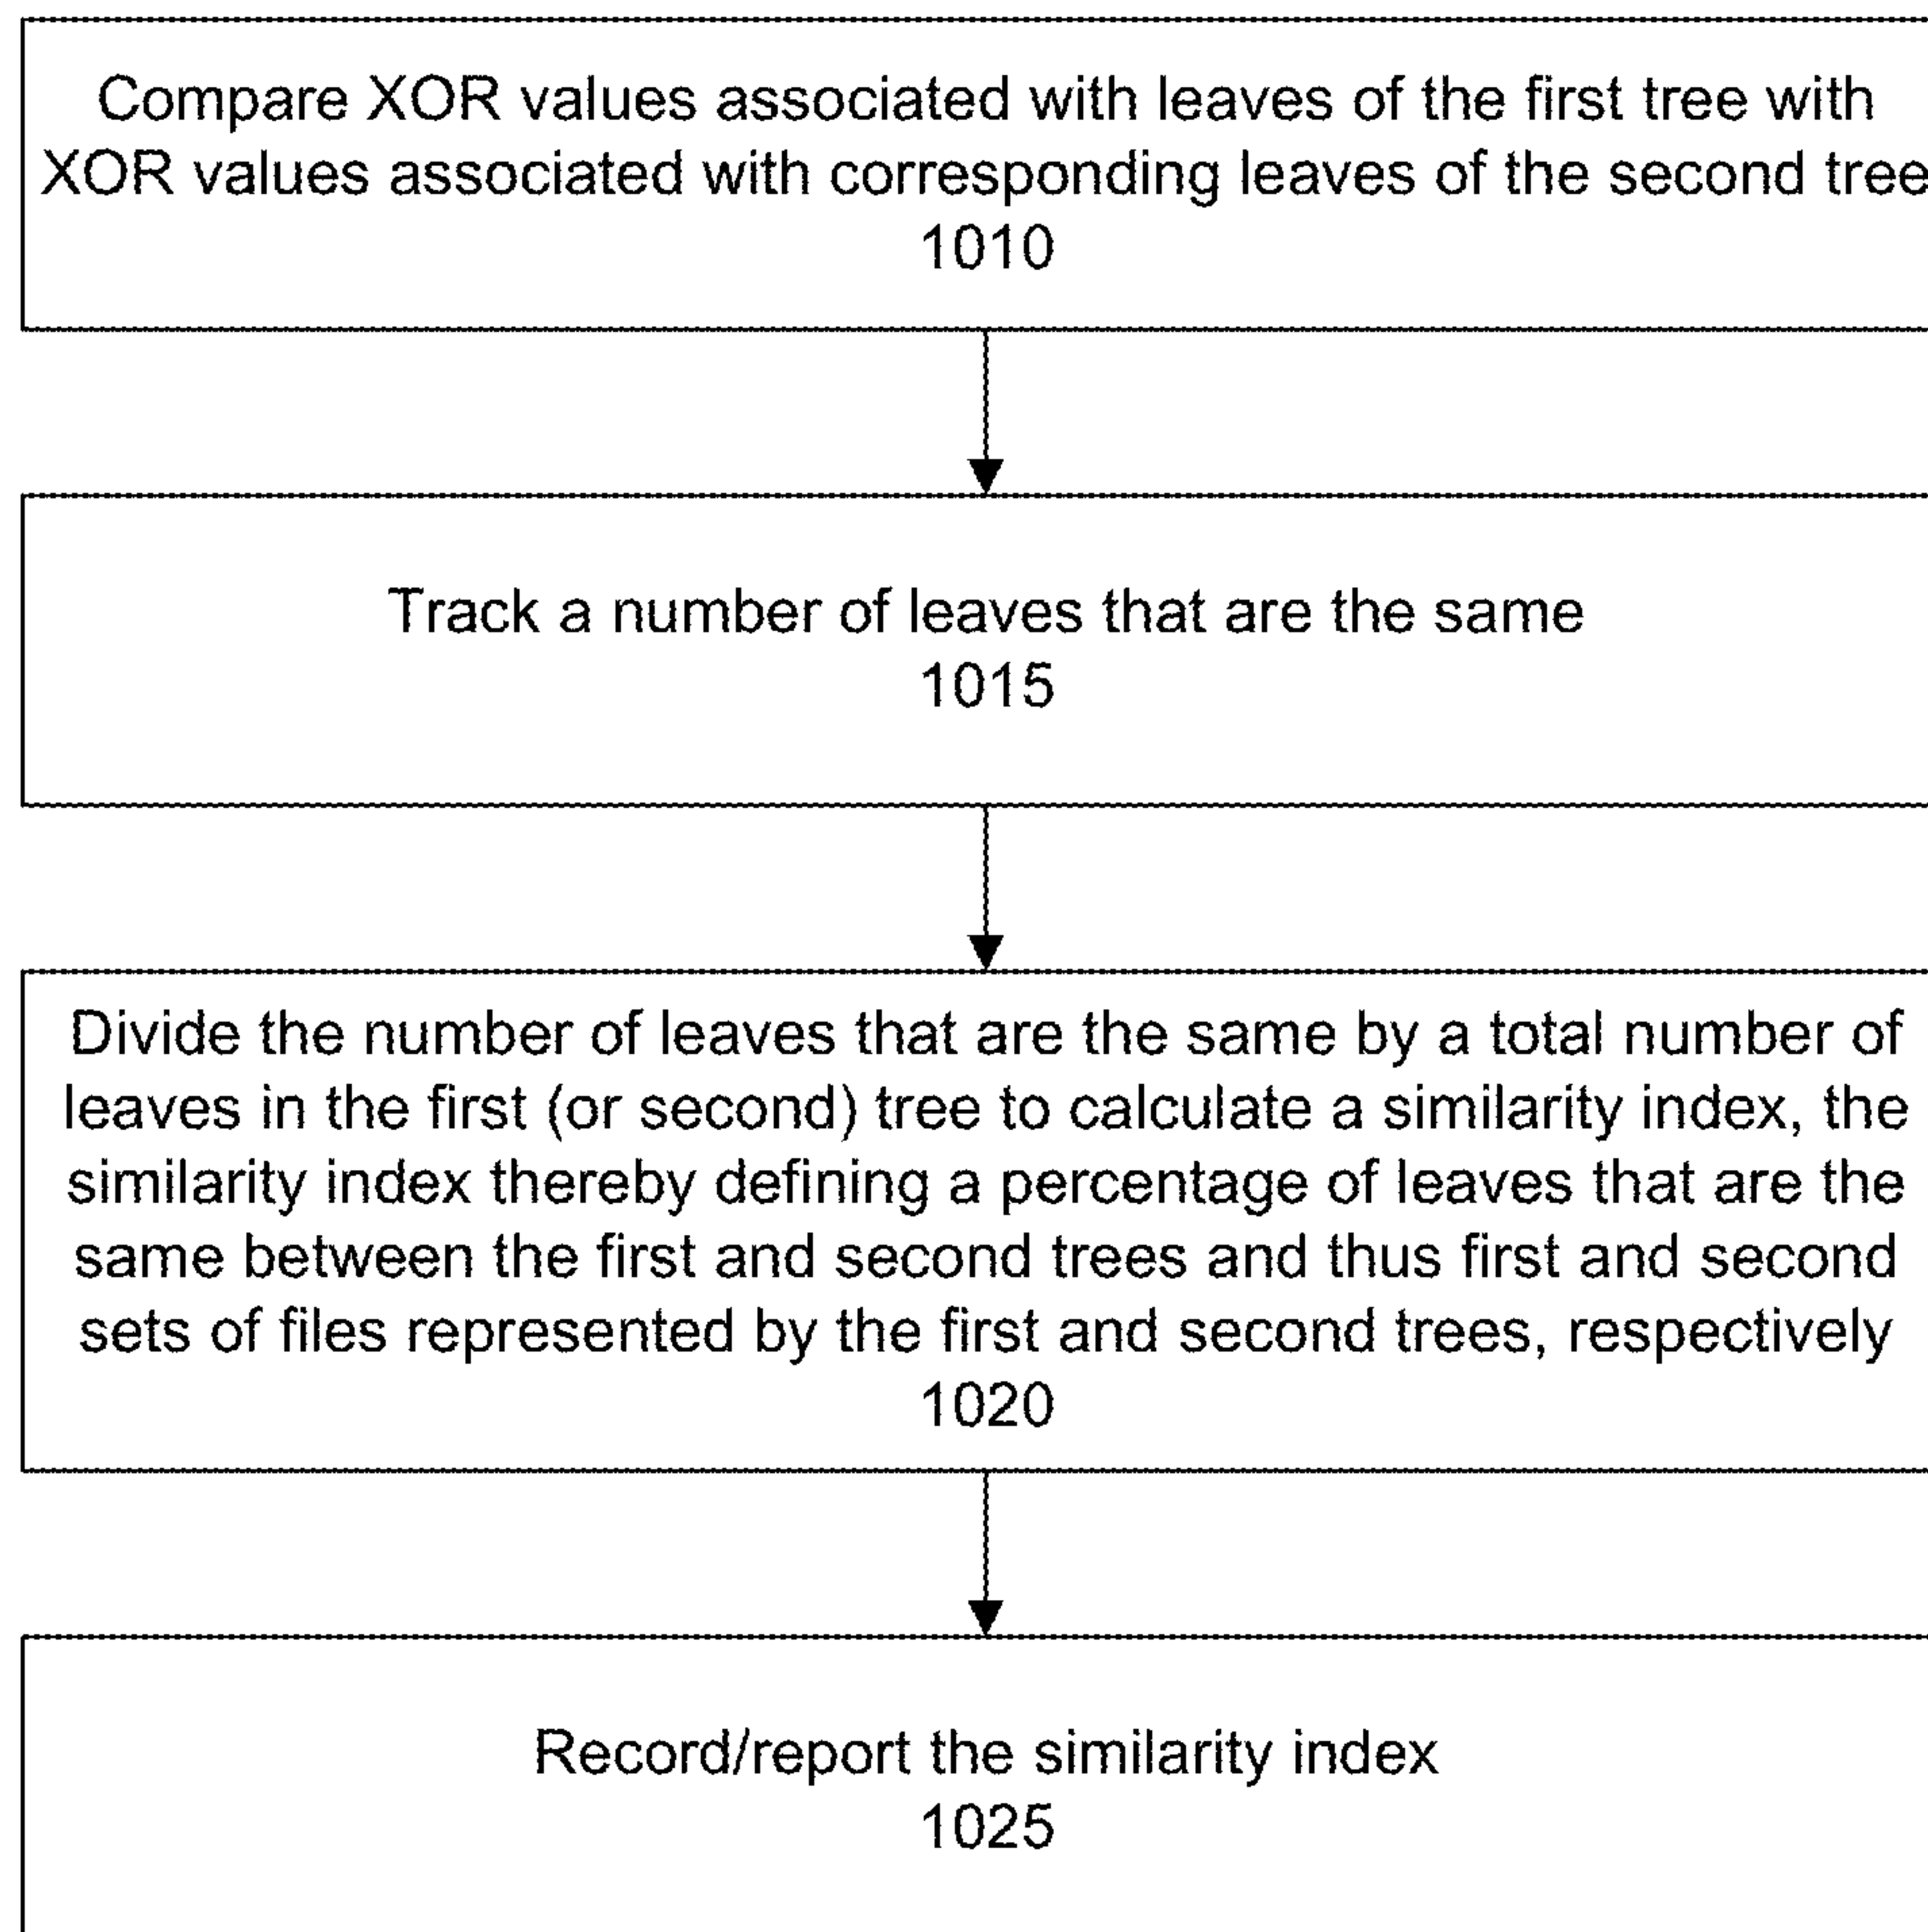 Compare XOR values associated with leaves of the first tree with
XOR values associated with corresponding leaves of the second tree
1010
Track a number of leaves that are the same
1015
Divide the number of leaves that are the same by a total number of
leaves in the first (or second) tree to calculate a similarity index, the
similarity index thereby defining a percentage of leaves that are the
same between the first and second trees and thus first and second
sets of files represented by the first and second trees, respectively
1020
Record/report the similarity index
1025